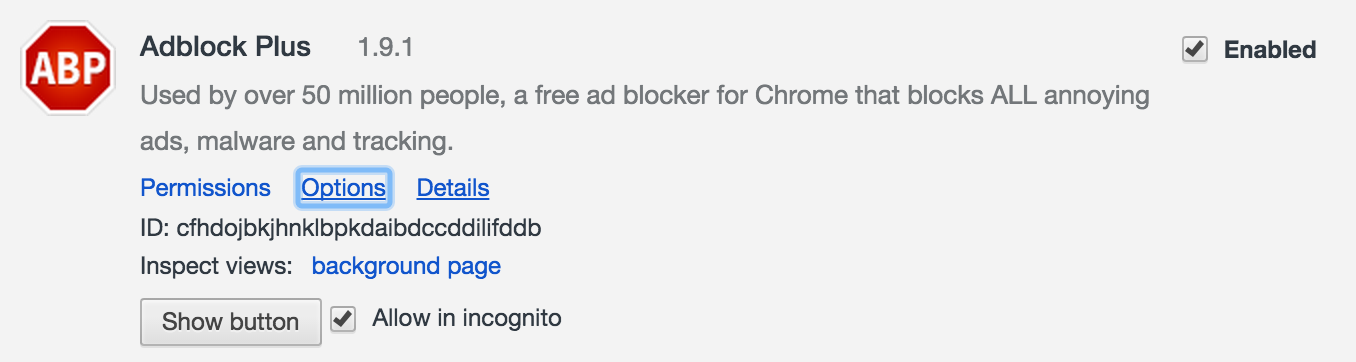 ABP
Adblock Plus 1.9.1
Enabled
Used by over 50 million people, a free ad blocker for Chrome that blocks ALL annoying
ads, malware and tracking.
Permissions Options Details
ID: cfhdojbkjhnklbpkdaibdccddilifddb
Inspect views: background page
Show button Allow in incognito